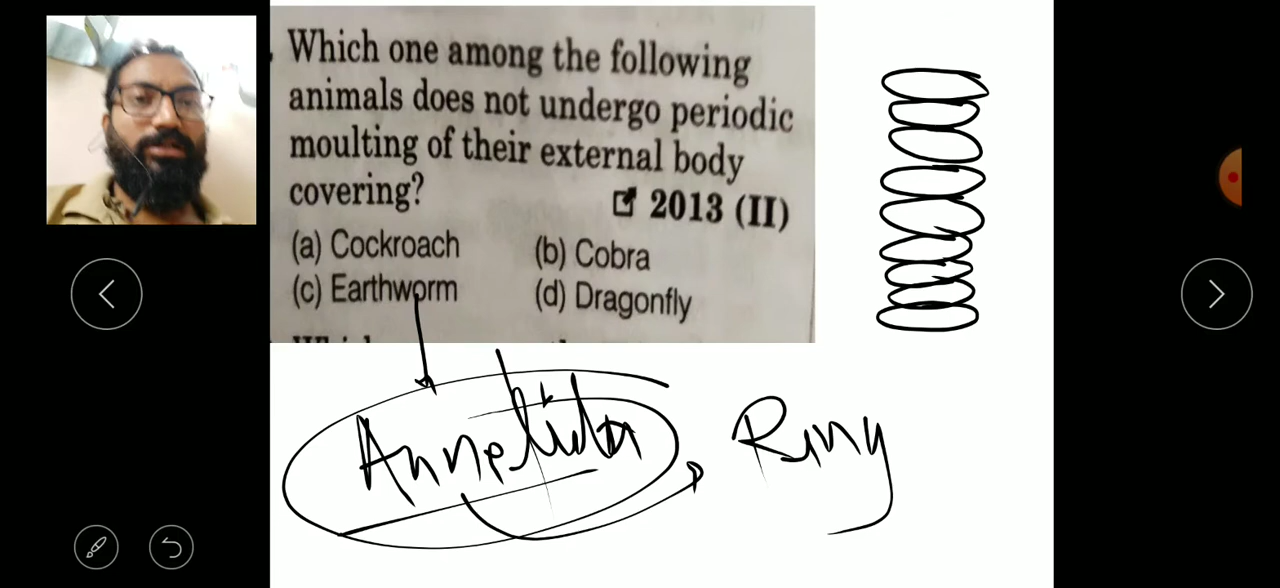 Which one among the following
animals does not undergo periodic
moulting of their external body
covering?
2013 (II)
(a) Cockroach (b) Cobra
(c) Earthworm (d) Dragonfly
Annelida
Ring